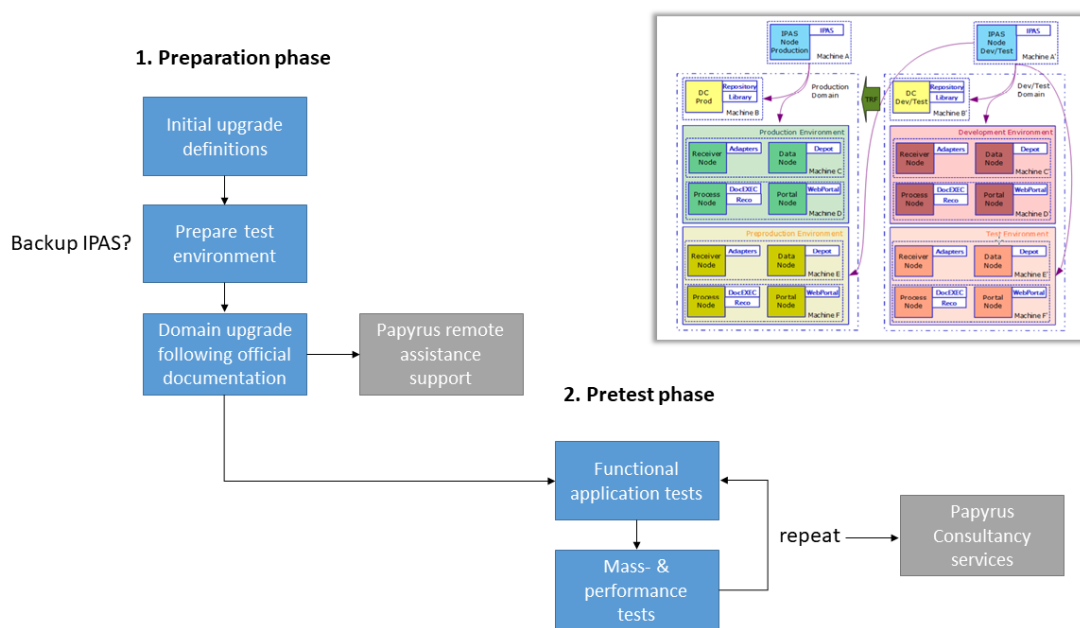 1. Preparation phase
Initial upgrade
definitions
Backup IPAS?
Prepare test
environment
Domain upgrade
following official
documentation
Papyrus remote
assistance
support
2. Pretest phase
Functional
application tests
Mass- &
performance
tests
repeat
Papyrus
Consultancy
services
IPAS
Node
Production
IPAS
Machine A
IPAS
Node
Dev/Test
IPAS
Machine A'
Production
Domain
DC
Prod
Repository
Library
Machine B
TRF
Dev/Test
Domain
DC
Dev/Test
Repository
Library
Machine B'
Production Environment
Receiver
Node
Adapters
Data
Node
Depot
Machine C
Process
Node
DocEXEC
Reco
Portal
Node
WebPortal
Machine D
Development Environment
Receiver
Node
Adapters
Data
Node
Depot
Machine C'
Process
Node
DocEXEC
Reco
Portal
Node
WebPortal
Machine D'
Preproduction Environment
Receiver
Node
Adapters
Data
Node
Depot
Machine E
Process
Node
DocEXEC
Reco
Portal
Node
WebPortal
Machine F
Test Environment
Receiver
Node
Adapters
Data
Node
Depot
Machine E'
Process
Node
DocEXEC
Reco
Portal
Node
WebPortal
Machine F'